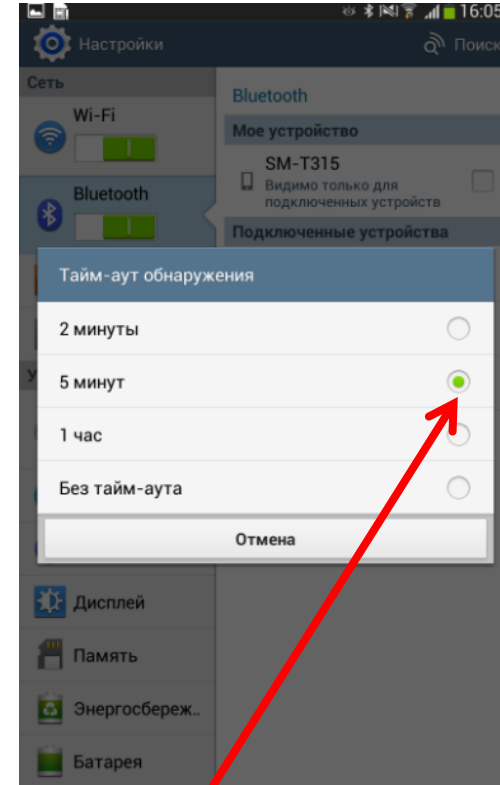 16:05
Настройки
Поиск
Сеть
Wi-Fi
Bluetooth
Bluetooth
Мое устройство
SM-T315
Видимо только для
подключенных устройств
Подключенные устройства
Тайм-аут обнаружения
2 минуты
5 минут
1 час
Без тайм-аута
Отмена
Дисплей
Память
Энергосбереж..
Батарея